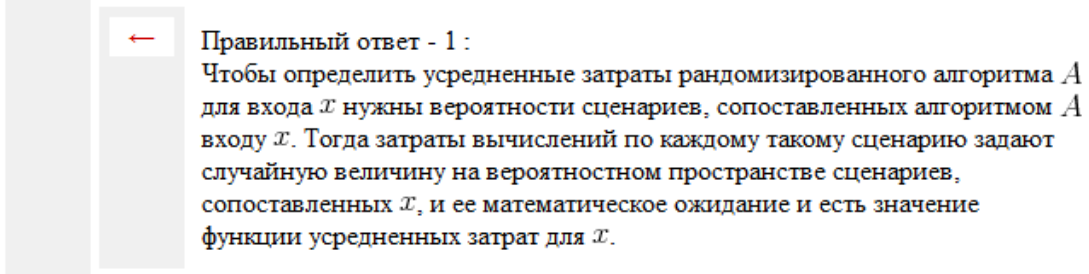 ←
Правильный ответ - 1 :
Чтобы определить усредненные затраты рандомизированного алгоритма A
для входа x нужны вероятности сценариев, сопоставленных алгоритмом A
входу x. Тогда затраты вычислений по каждому такому сценарию задают
случайную величину на вероятностном пространстве сценариев,
сопоставленных x, и ее математическое ожидание и есть значение
функции усредненных затрат для x.